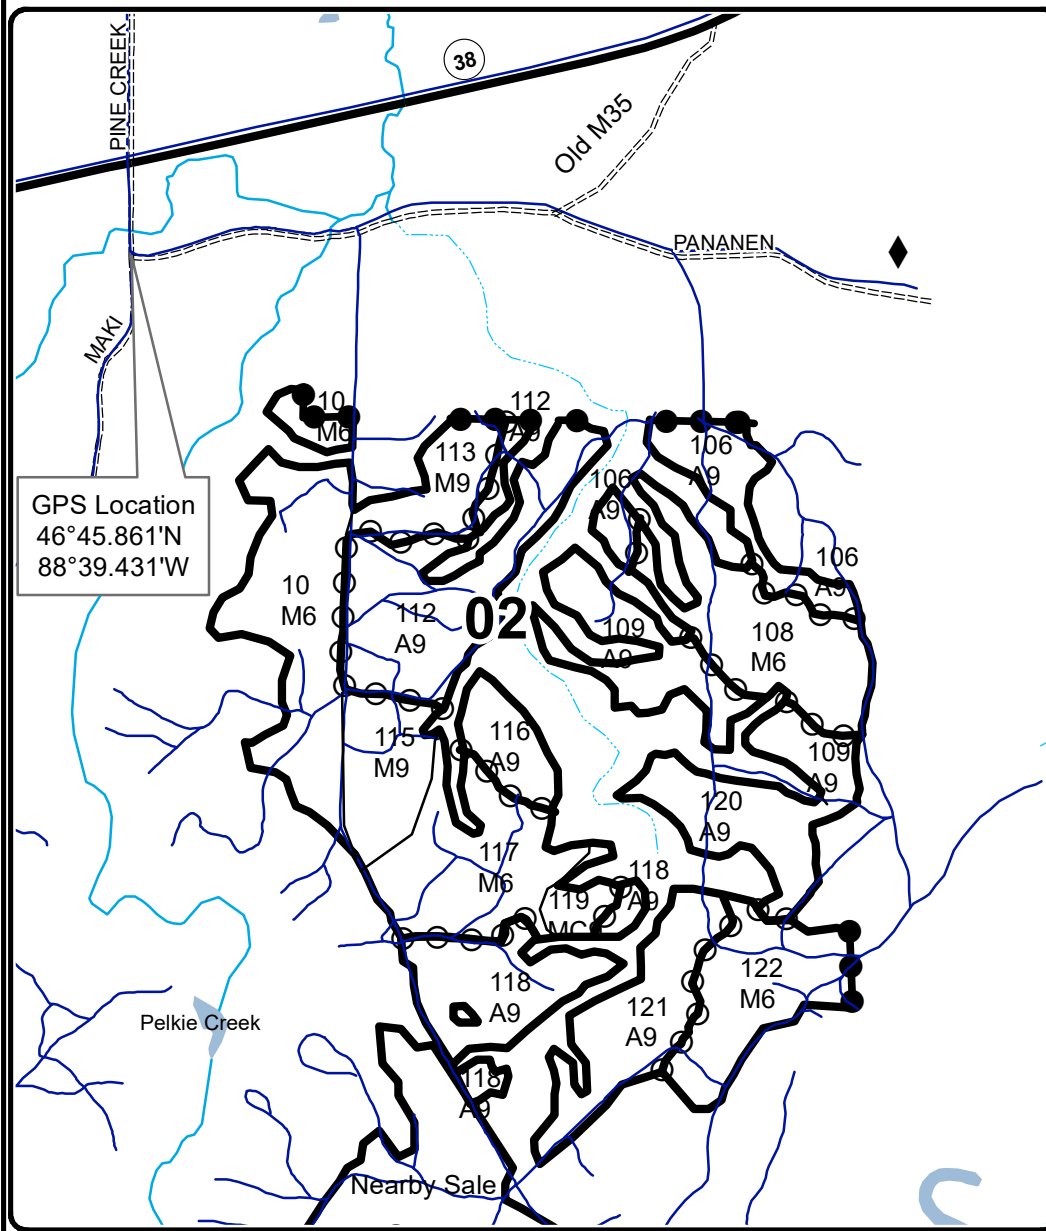 PINE CREEK
38
Old M35
PANANEN
MAKI
GPS Location
46°45.861'N
88°39.431'W
10
M6
112
A9
113
M9
106
A9
106
A9
106
A9
10
M6
112
A9
02
109
A9
108
M6
115
M9
116
A9
109
A9
120
A9
117
M6
118
A9
119
MC
118
A9
122
M6
121
A9
Pelkie Creek
118
A9
Nearby Sale